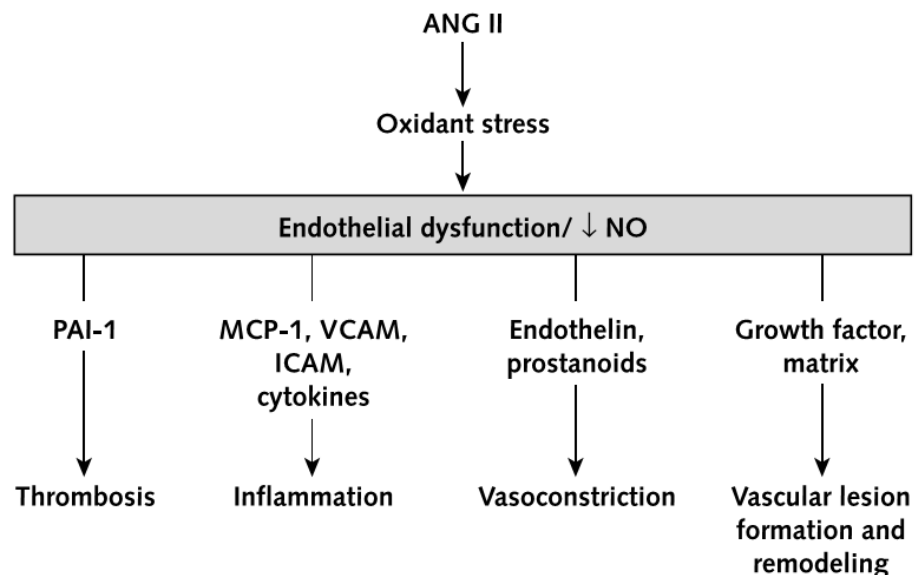 ANG II
Oxidant stress
Endothelial dysfunction/ ↓ NO
PAI-1
MCP-1, VCAM,
ICAM,
cytokines
Endothelin,
prostanoids
Growth factor,
matrix
Thrombosis
Inflammation
Vasoconstriction
Vascular lesion
formation and
remodeling